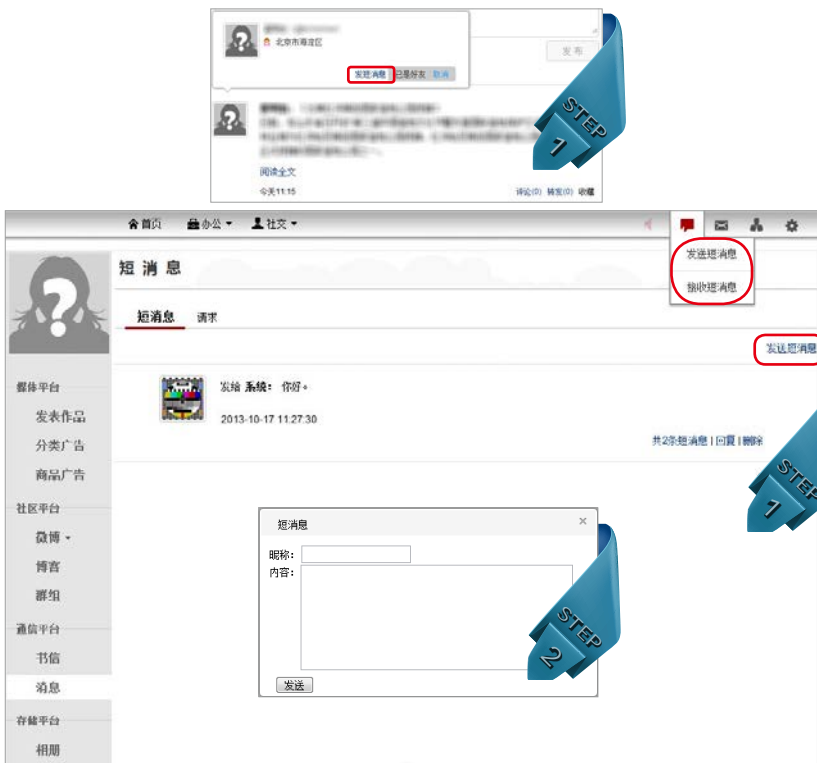 北京市海淀区
发布
发短消息 已是好友 取消
阅读全文
今天11:15
评论(0) 转发(0) 收藏
STEP
1
首页 办公 社交
发送短消息
接收短消息
短消息
短消息 请求
发送短消息
发给 系统： 你好。
2013-10-17 11:27:30
共2条短消息 | 回复 | 删除
STEP
1
媒体平台
发表作品
分类广告
商品广告
社区平台
微博
博客
群组
通信平台
书信
消息
存储平台
相册
短消息 ×
昵称：
内容：
发送
STEP
2